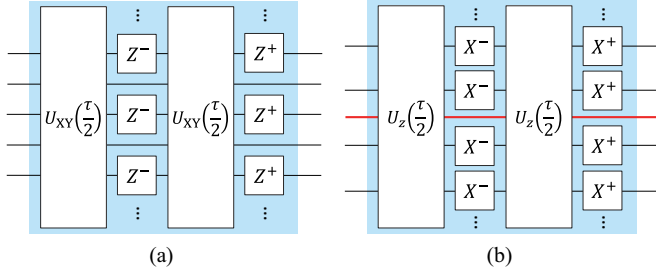 ⋮ ⋮
Z⁻ Z⁺
U_XY(τ/2) Z⁻ U_XY(τ/2) Z⁺
Z⁻ Z⁺
⋮ ⋮
(a)
⋮ ⋮
X⁻ X⁺
X⁻ X⁺
U_z(τ/2) U_z(τ/2)
X⁻ X⁺
X⁻ X⁺
⋮ ⋮
(b)